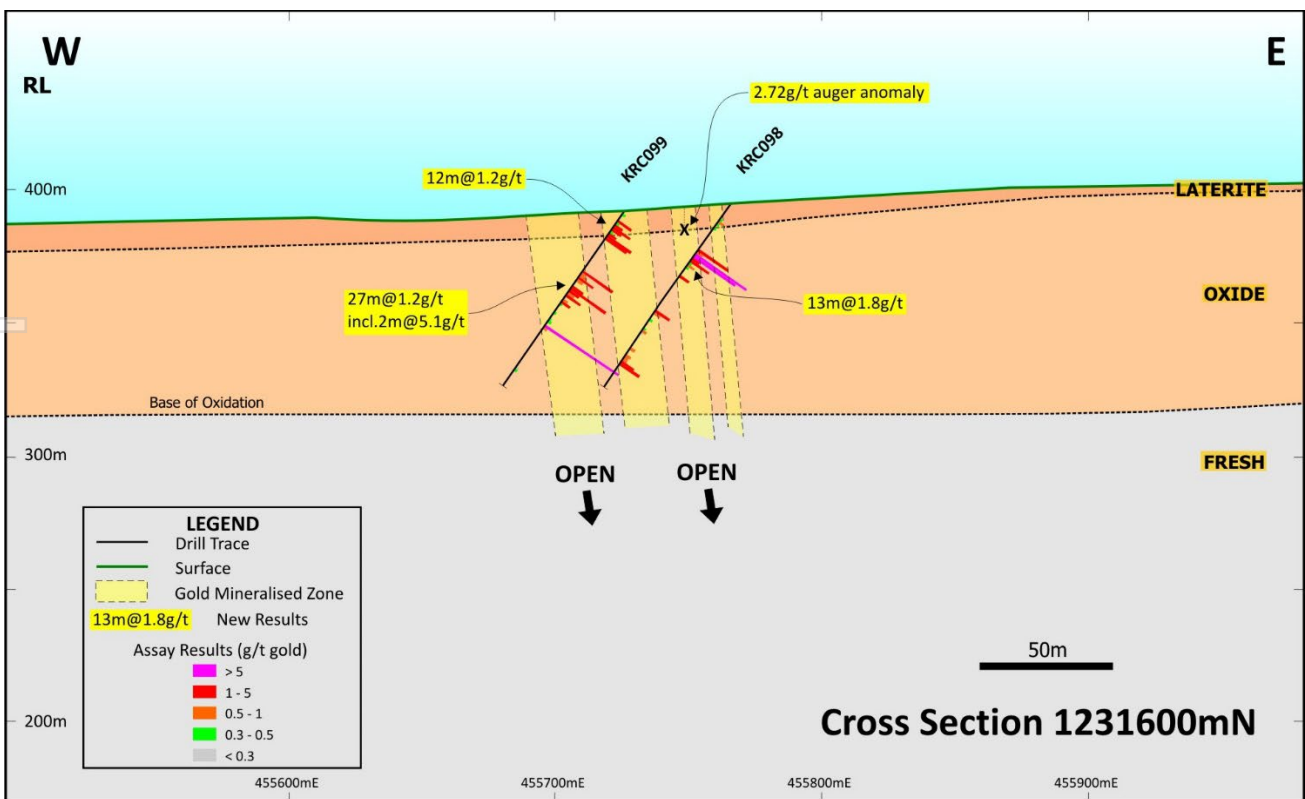 W
E
RL
2.72g/t auger anomaly
KRC099
KRC098
12m@1.2g/t
400m
LATERITE
27m@1.2g/t
incl.2m@5.1g/t
X
13m@1.8g/t
OXIDE
Base of Oxidation
300m
FRESH
OPEN
OPEN
LEGEND
Drill Trace
Surface
Gold Mineralised Zone
13m@1.8g/t New Results
Assay Results (g/t gold)
> 5
1 - 5
0.5 - 1
0.3 - 0.5
< 0.3
50m
200m
Cross Section 1231600mN
455600mE
455700mE
455800mE
455900mE